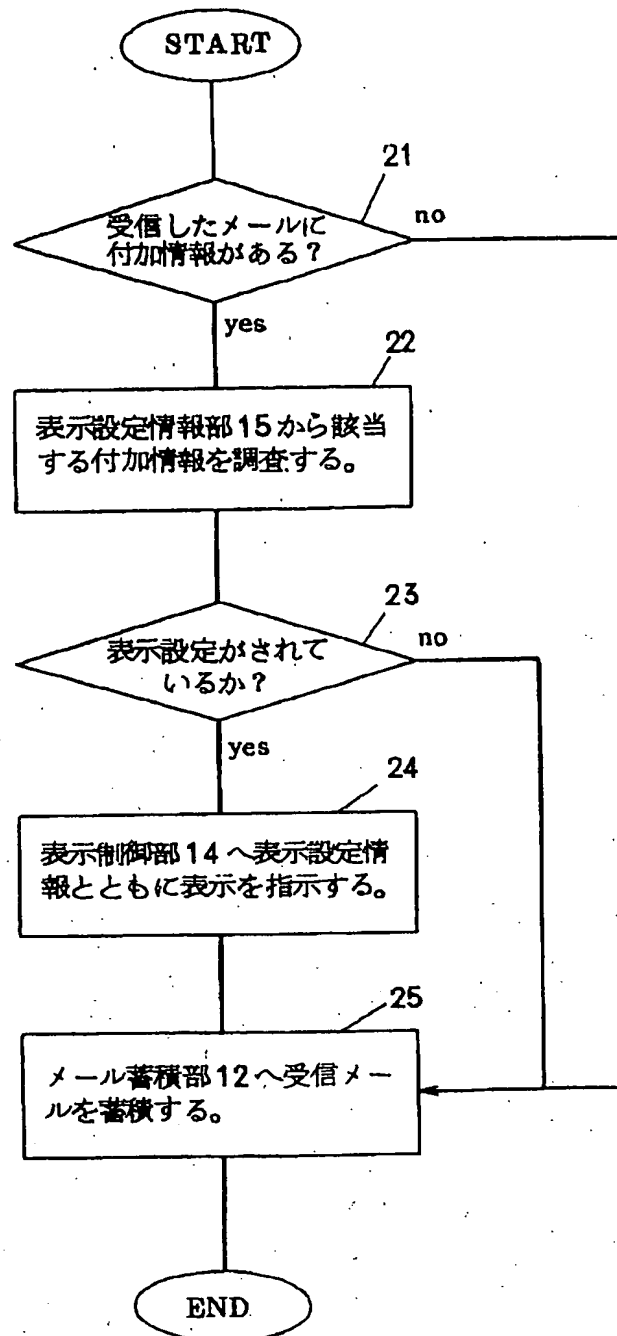 START
21
受信したメールに
付加情報がある?
no
yes
22
表示設定情報部15から該当
する付加情報を調査する。
23
表示設定がされて
いるか?
no
yes
24
表示制御部14へ表示設定情
報とともに表示を指示する。
25
メール蓄積部12へ受信メー
ルを蓄積する。
END